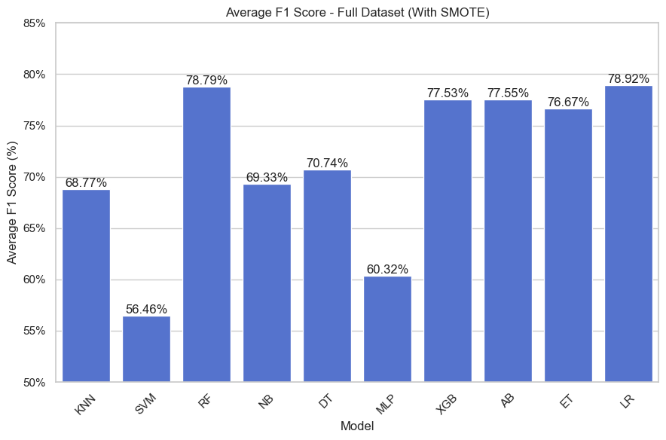 Average F1 Score - Full Dataset (With SMOTE)
Average F1 Score (%)
85%
80%
75%
70%
65%
60%
55%
50%
68.77%
56.46%
78.79%
69.33%
70.74%
60.32%
77.53%
77.55%
76.67%
78.92%
KNN
SVM
RF
NB
DT
MLP
XGB
AB
ET
LR
Model